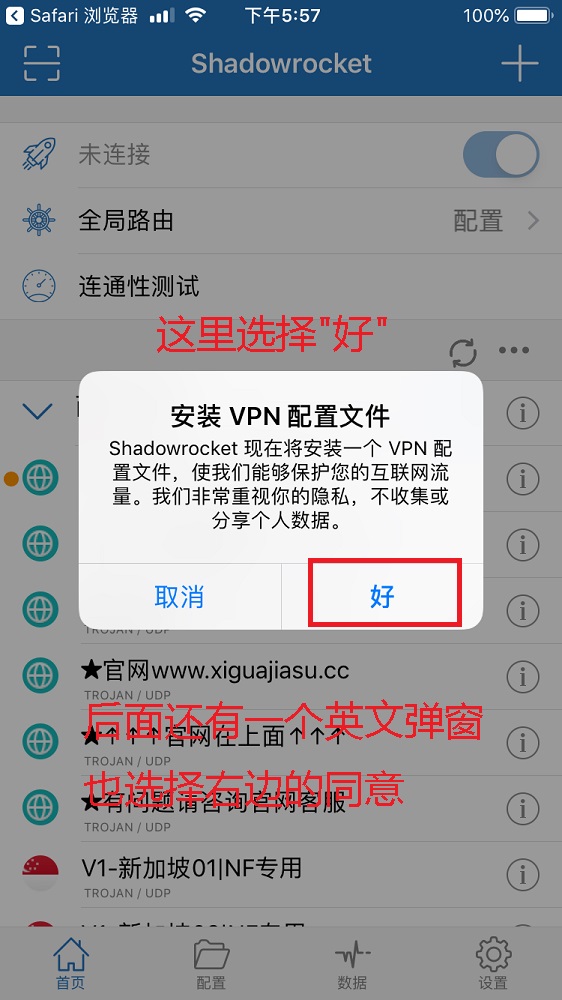 Safari 浏览器
下午5:57
100%
Shadowrocket
未连接
全局路由
配置
连通性测试
这里选择"好"
安装 VPN 配置文件
Shadowrocket 现在将安装一个 VPN 配
置文件，使我们能够保护您的互联网流
量。我们非常重视你的隐私，不收集或
分享个人数据。
取消
好
TROJAN / UDP
★官网www.xiguajiasu.cc
TROJAN / UDP
后面还有一个英文弹窗
★↑↑↑官网在上面↑↑↑
TROJAN / UDP
也选择右边的同意
★有问题请咨询官网客服
TROJAN / UDP
V1-新加坡01|NF专用
TROJAN / UDP
首页
配置
数据
设置